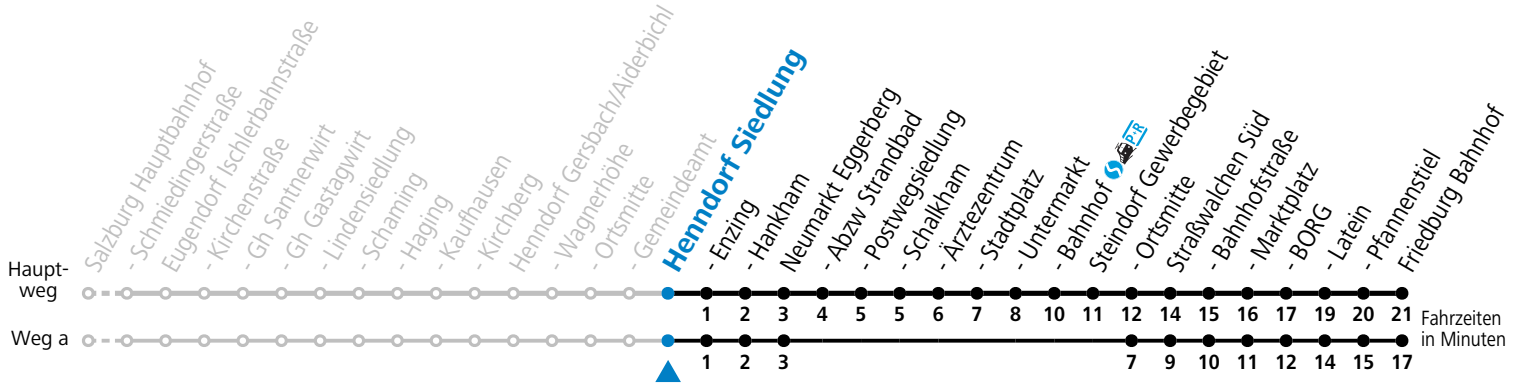 Salzburg Hauptbahnhof
- Schmiedingerstraße
Eugendorf Ischlerbahnstraße
- Kirchenstraße
- Gh Santnerwirt
- Gh Gastagwirt
- Lindensiedlung
- Schaming
- Haging
- Kaufhausen
- Kirchberg
Henndorf Gersbach/Aiderbichl
- Wagnerhöhe
- Ortsmitte
- Gemeindeamt
Henndorf Siedlung
- Enzing
- Hankham
Neumarkt Eggerberg
- Abzw Strandbad
- Postwegsiedlung
- Schalkham
- Ärztezentrum
- Stadtplatz
- Untermarkt
- Bahnhof P+R
Steindorf Gewerbegebiet
- Ortsmitte
Straßwalchen Süd
- Bahnhofstraße
- Marktplatz
- BORG
- Latein
- Pfannenstiel
Friedburg Bahnhof
Haupt-
weg
1 2 3 4 5 5 6 7 8 10 11 12 14 15 16 17 19 20 21
Fahrzeiten
in Minuten
Weg a
1 2 3 7 9 10 11 12 14 15 17